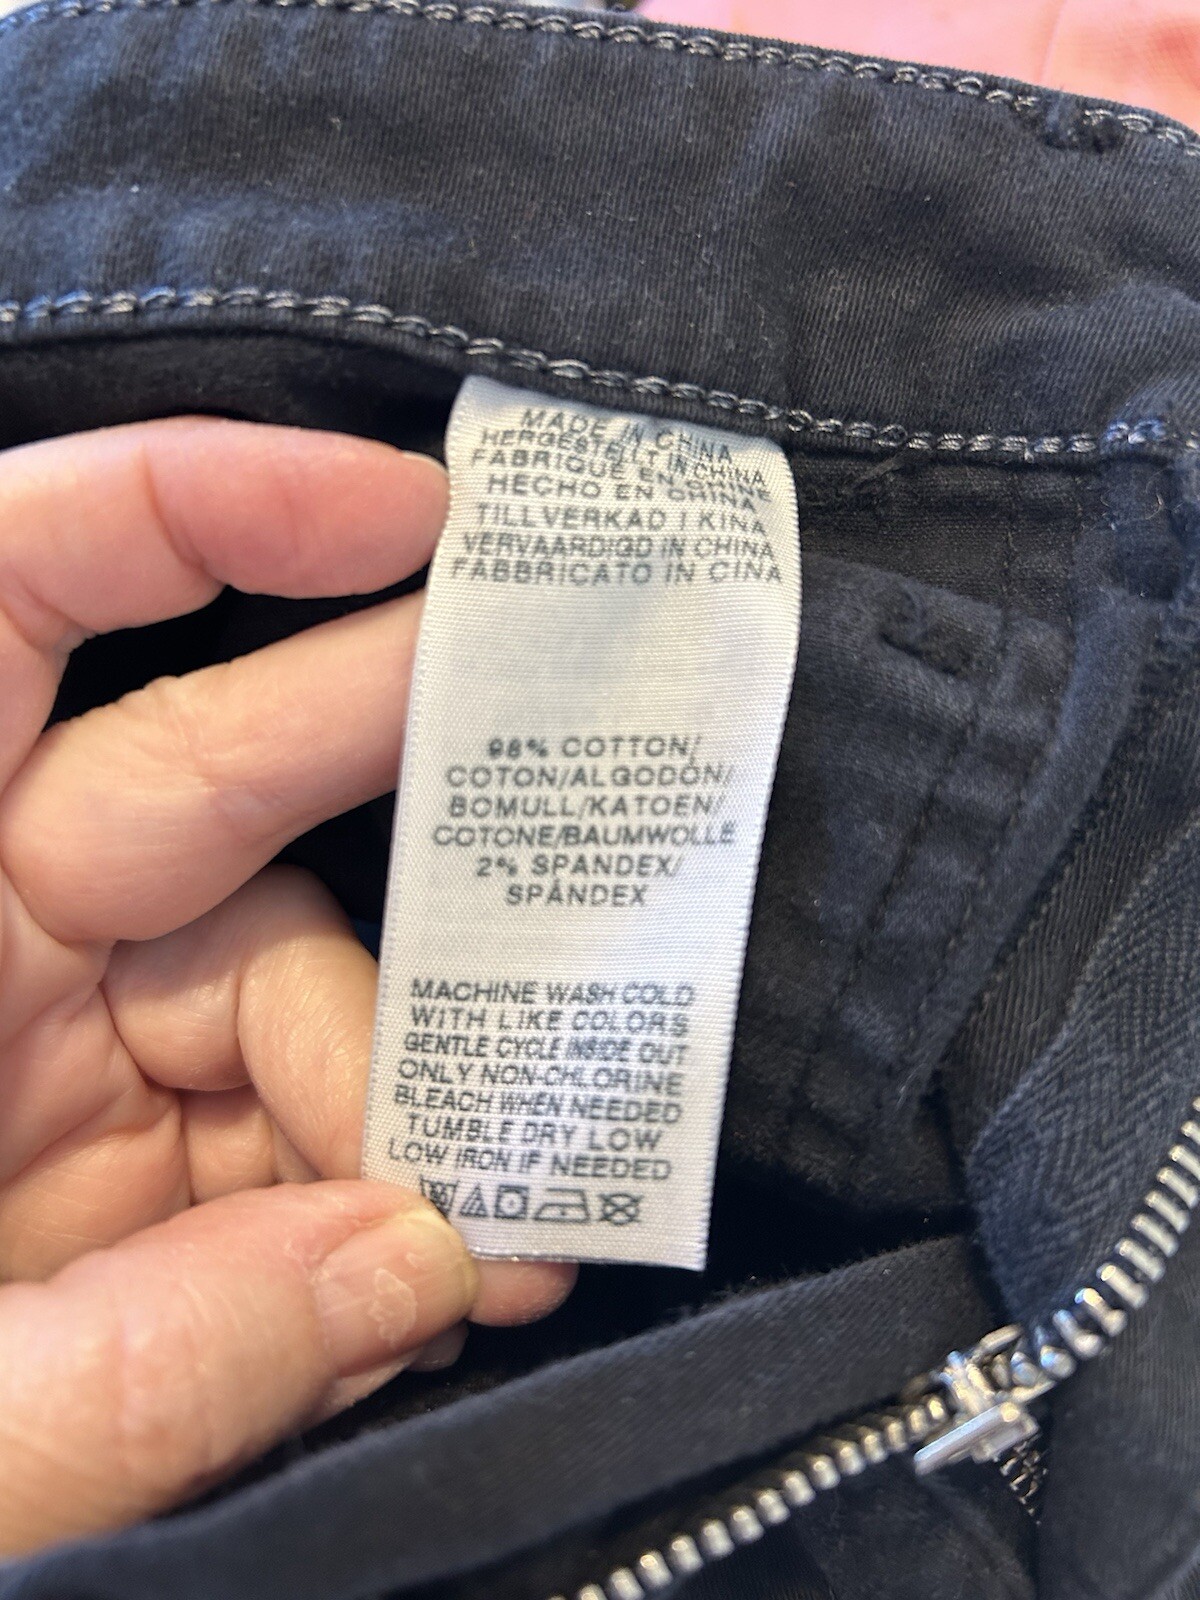 MADE IN CHINA
HERGESTELLT IN CHINA
FABRIQUÉ EN CHINE
HECHO EN CHINA
TILLVERKAD I KINA
VERVAARDIGD IN CHINA
FABBRICATO IN CINA
98% COTTON/
COTON/ALGODÓN/
BOMULL/KATOEN/
COTONE/BAUMWOLLE
2% SPANDEX/
SPÄNDEX
MACHINE WASH COLD
WITH LIKE COLORS
GENTLE CYCLE INSIDE OUT
ONLY NON-CHLORINE
BLEACH WHEN NEEDED
TUMBLE DRY LOW
LOW IRON IF NEEDED